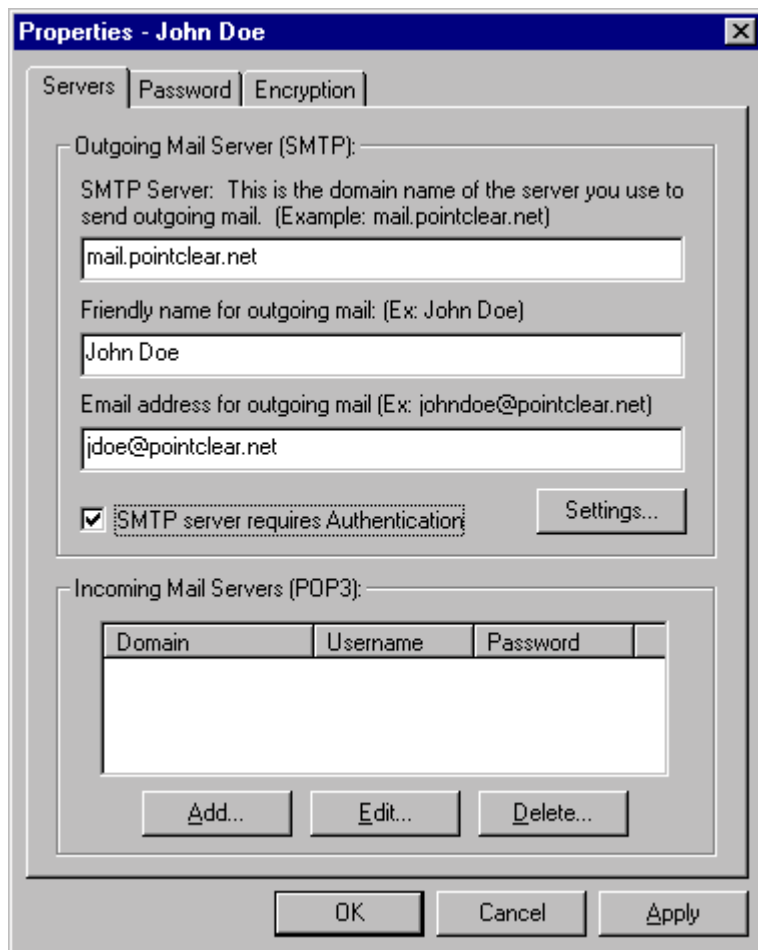 Properties - John Doe
Servers Password Encryption
Outgoing Mail Server (SMTP):
SMTP Server:  This is the domain name of the server you use to
send outgoing mail.  (Example: mail.pointclear.net)
mail.pointclear.net
Friendly name for outgoing mail: (Ex: John Doe)
John Doe
Email address for outgoing mail (Ex: johndoe@pointclear.net)
jdoe@pointclear.net
SMTP server requires Authentication Settings...
Incoming Mail Servers (POP3):
Domain Username Password
Add... Edit... Delete...
OK Cancel Apply